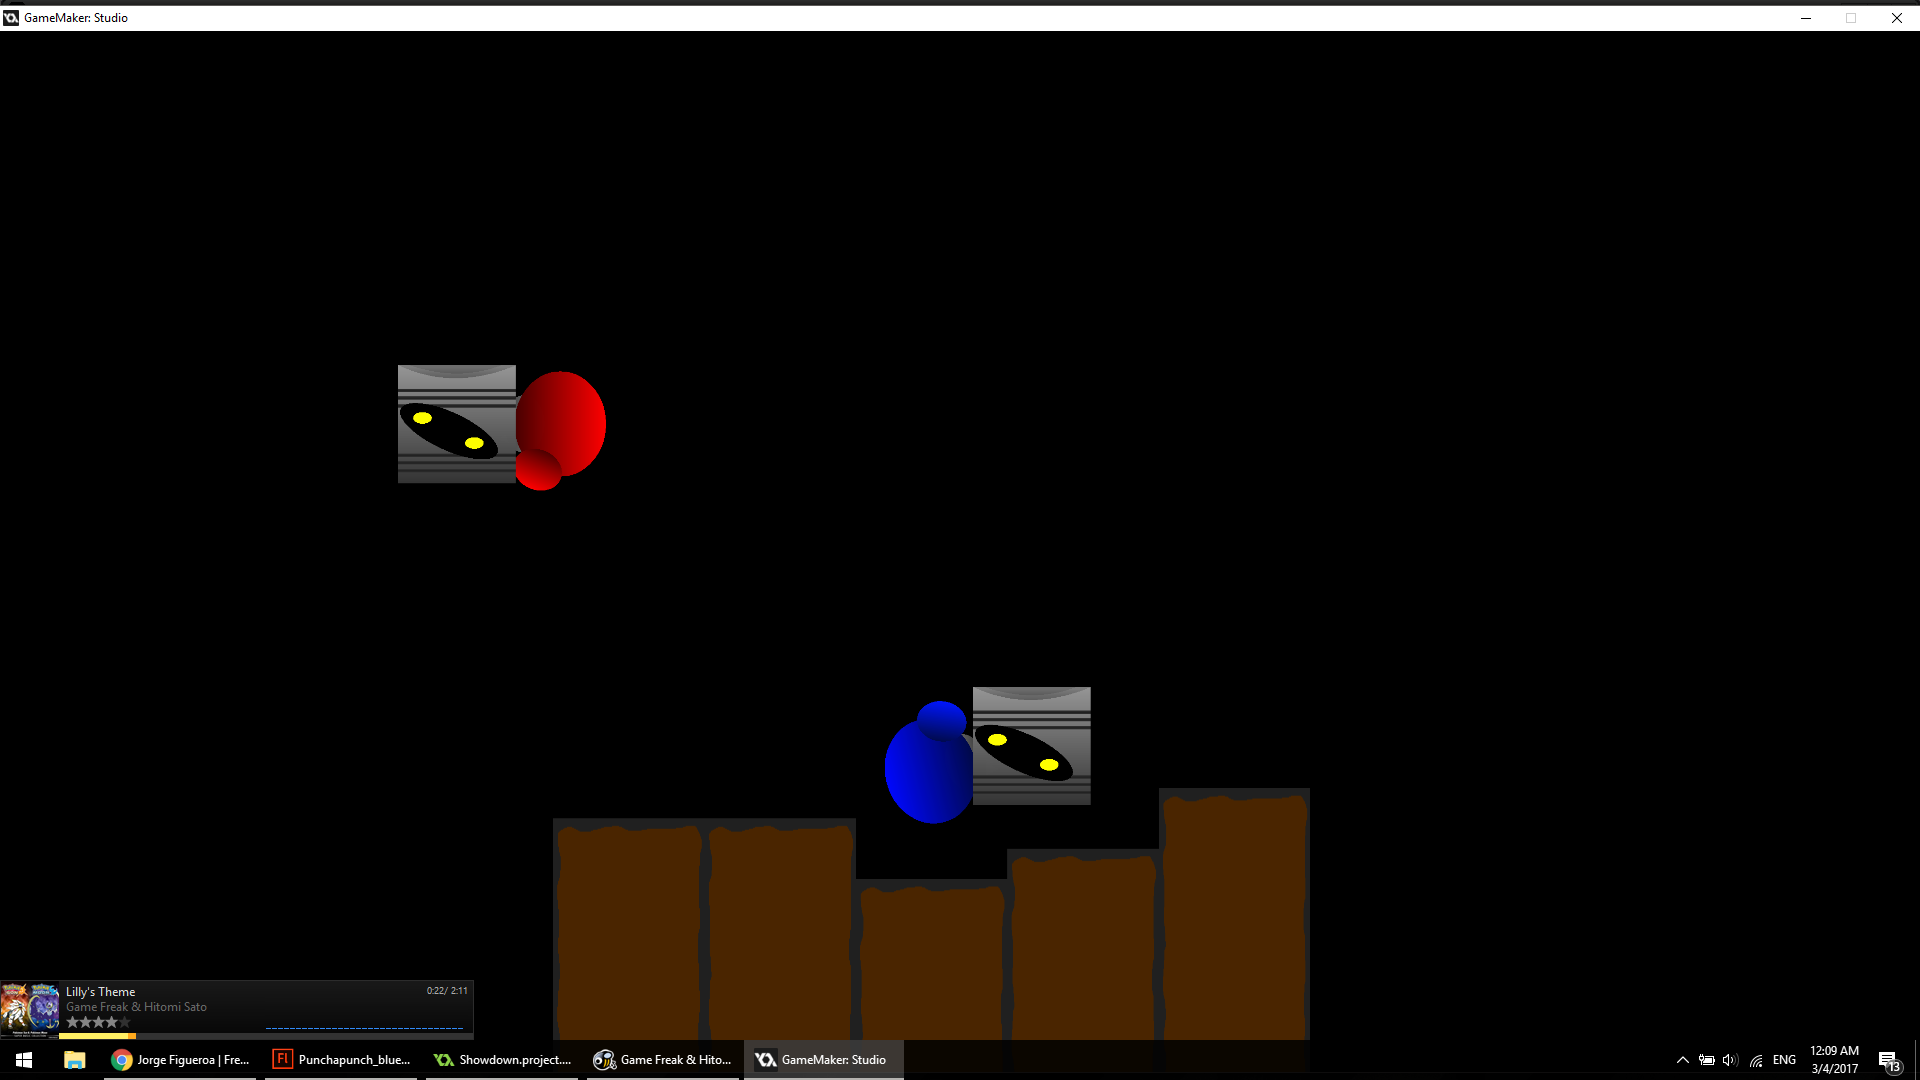 GameMaker: Studio
Lilly's Theme
0:22/ 2:11
Game Freak & Hitomi Sato
Jorge Figueroa | Fre...
Fl
Punchapunch_blue...
Showdown.project....
Game Freak & Hito...
GameMaker: Studio
ENG
12:09 AM
3/4/2017
13